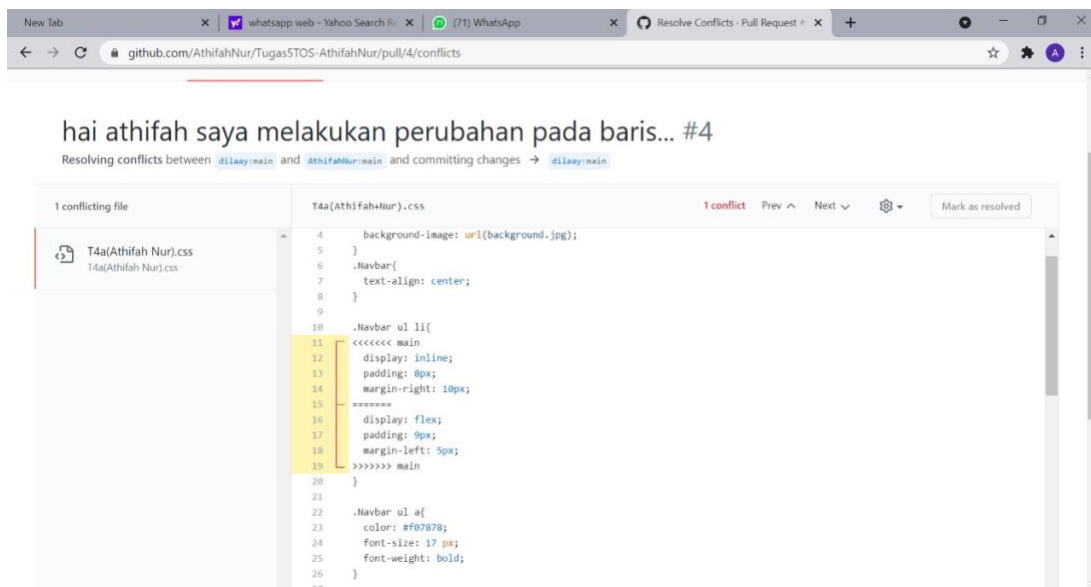 New Tab
whatsapp web - Yahoo Search R
(71) WhatsApp
Resolve Conflicts · Pull Request #
github.com/AthifahNur/Tugas5TOS-AthifahNur/pull/4/conflicts
A
hai athifah saya melakukan perubahan pada baris... #4
Resolving conflicts between dilaay:main and AthifahNur:main and committing changes → dilaay:main
1 conflicting file
T4a(Athifah+Nur).css
1 conflict Prev Next
Mark as resolved
T4a(Athifah Nur).css
T4a(Athifah Nur).css
4 background-image: url(background.jpg);
5 }
6 .Navbar{
7 text-align: center;
8 }
9
10 .Navbar ul li{
11 <<<<<<< main
12 display: inline;
13 padding: 8px;
14 margin-right: 10px;
15 =======
16 display: flex;
17 padding: 9px;
18 margin-left: 5px;
19 >>>>>>> main
20 }
21
22 .Navbar ul a{
23 color: #f07878;
24 font-size: 17 px;
25 font-weight: bold;
26 }